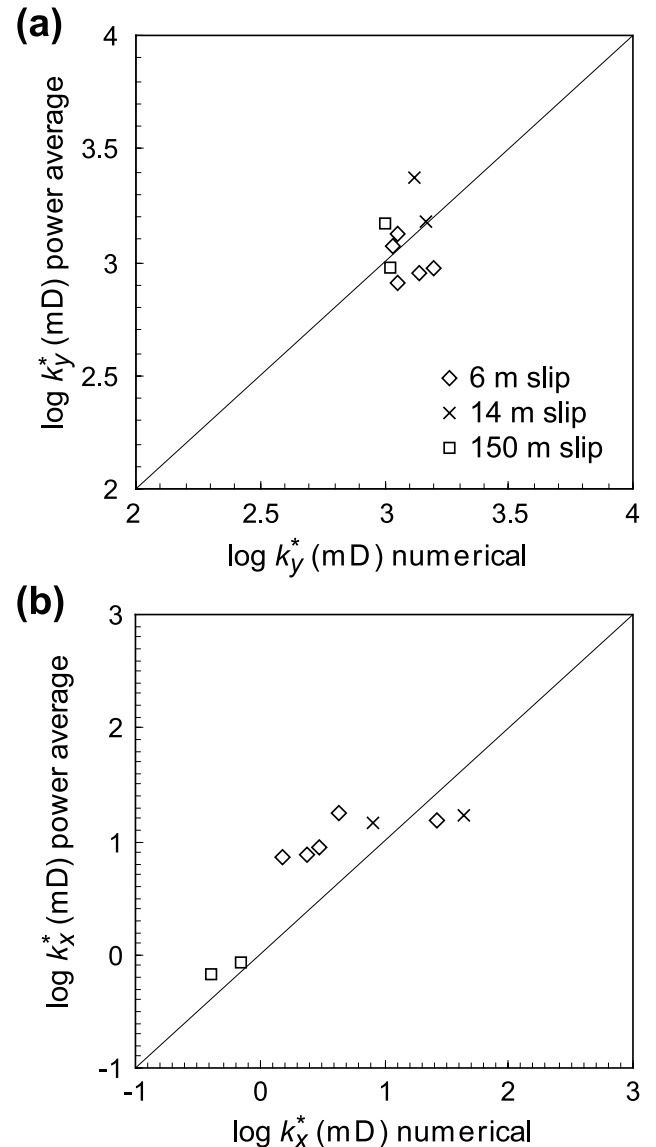 (a)
4
3.5
3
2.5
2
log k*y (mD) power average
6 m slip
14 m slip
150 m slip
2 2.5 3 3.5 4
log k*y (mD) numerical
(b)
3
2
1
0
-1
log k*x (mD) power average
-1 0 1 2 3
log k*x (mD) numerical